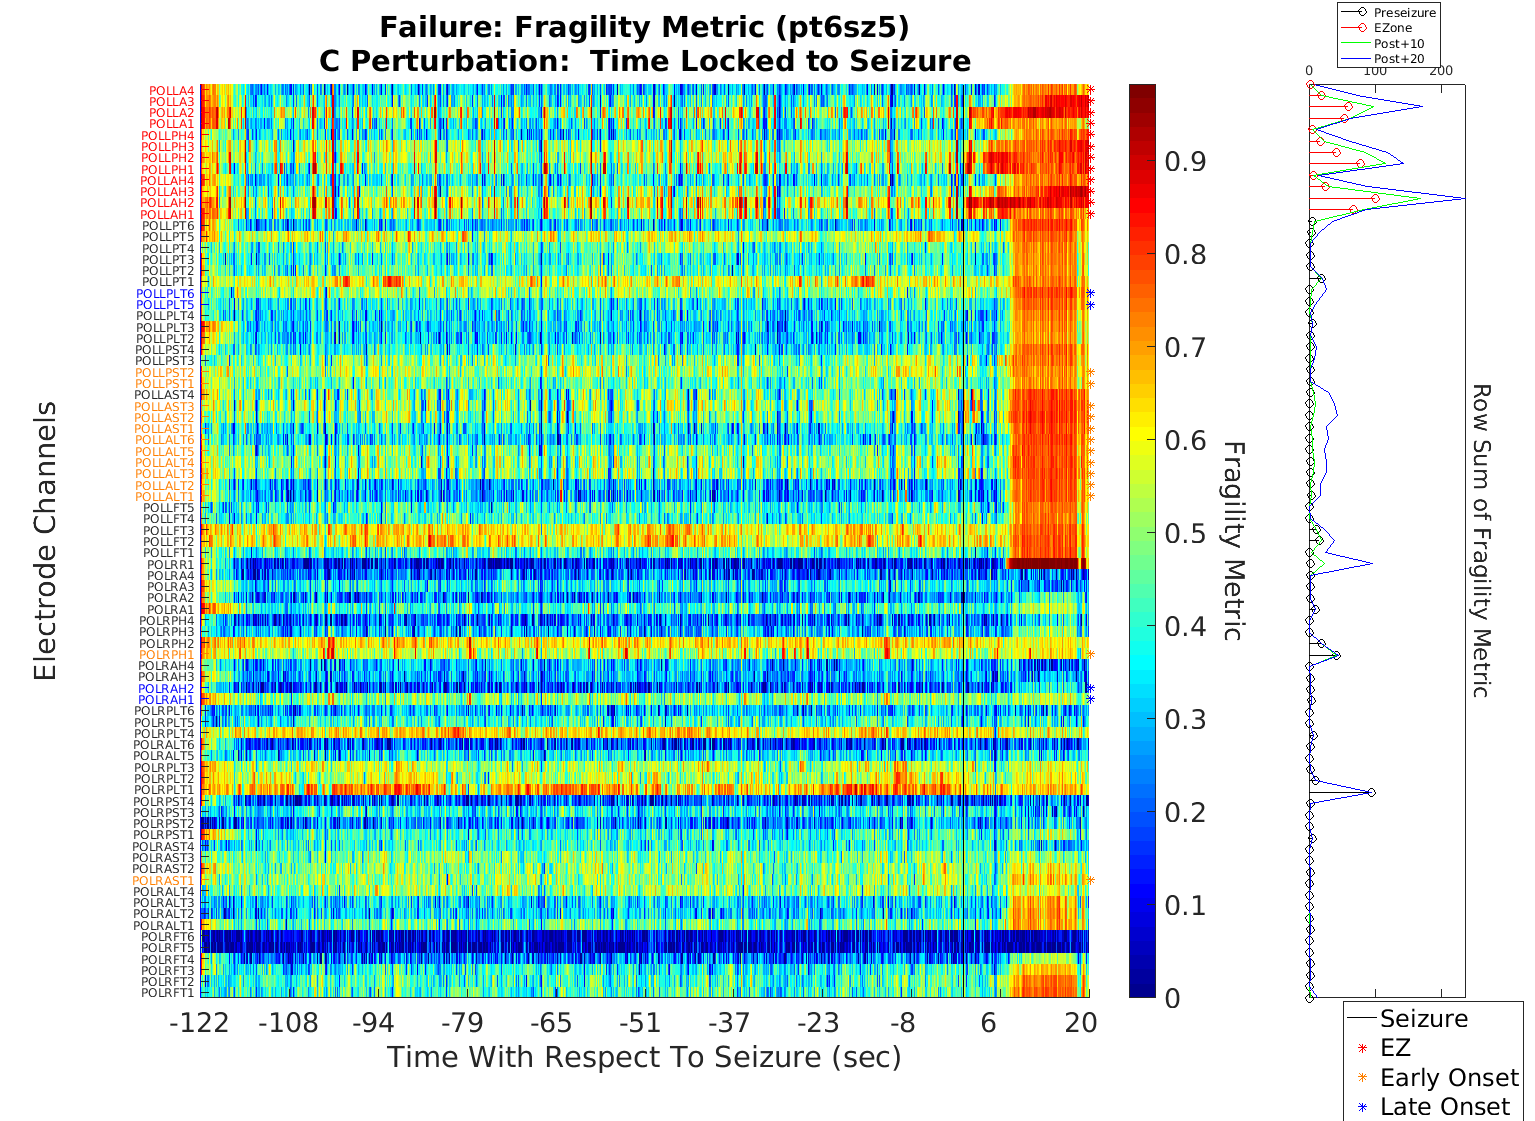 Failure: Fragility Metric (pt6sz5)
C Perturbation:  Time Locked to Seizure
Preseizure
EZone
Post+10
Post+20
0 100 200
Electrode Channels
POLLA4
POLLA3
POLLA2
POLLA1
POLLPH4
POLLPH3
POLLPH2
POLLPH1
POLLAH4
POLLAH3
POLLAH2
POLLAH1
POLLPT6
POLLPT5
POLLPT4
POLLPT3
POLLPT2
POLLPT1
POLLPLT6
POLLPLT5
POLLPLT4
POLLPLT3
POLLPLT2
POLLPST4
POLLPST3
POLLPST2
POLLPST1
POLLAST4
POLLAST3
POLLAST2
POLLAST1
POLLALT6
POLLALT5
POLLALT4
POLLALT3
POLLALT2
POLLALT1
POLLFT5
POLLFT4
POLLFT3
POLLFT2
POLLFT1
POLRR1
POLRA4
POLRA3
POLRA2
POLRA1
POLRPH4
POLRPH3
POLRPH2
POLRPH1
POLRAH4
POLRAH3
POLRAH2
POLRAH1
POLRPLT6
POLRPLT5
POLRPLT4
POLRALT6
POLRALT5
POLRPLT3
POLRPLT2
POLRPLT1
POLRPST4
POLRPST3
POLRPST2
POLRPST1
POLRAST4
POLRAST3
POLRAST2
POLRAST1
POLRALT4
POLRALT3
POLRALT2
POLRALT1
POLRFT6
POLRFT5
POLRFT4
POLRFT3
POLRFT2
POLRFT1
-122 -108 -94 -79 -65 -51 -37 -23 -8 6 20
Time With Respect To Seizure (sec)
0.9
0.8
0.7
0.6
0.5
0.4
0.3
0.2
0.1
0
Fragility Metric
Row Sum of Fragility Metric
Seizure
EZ
Early Onset
Late Onset